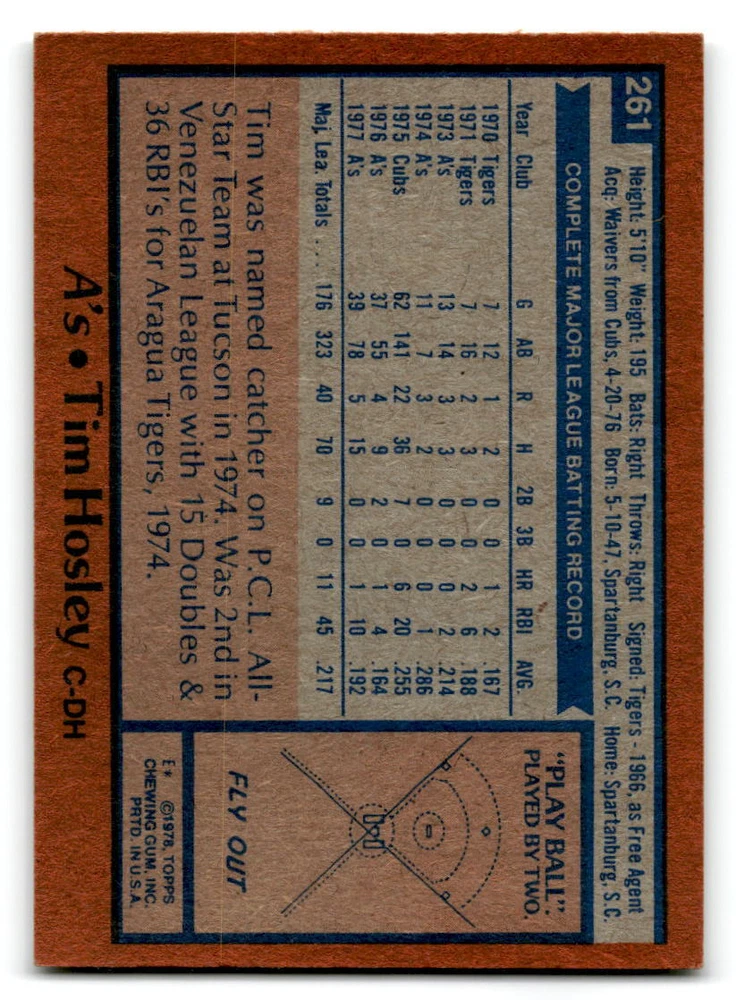 261
Height: 5'10" Weight: 195 Bats: Right Throws: Right Signed: Tigers - 1966, as Free Agent
Acq: Waivers from Cubs, 4-20-76 Born: 5-10-47, Spartanburg, S.C. Home: Spartanburg, S.C.
COMPLETE MAJOR LEAGUE BATTING RECORD
Year Club G AB R H 2B 3B HR RBI AVG.
1970 Tigers 7 12 1 2 0 0 1 2 .167
1971 Tigers 7 16 2 3 0 0 2 6 .188
1973 A's 13 14 3 3 0 0 0 2 .214
1974 A's 11 7 3 2 0 0 0 1 .286
1975 Cubs 62 141 22 36 7 0 6 20 .255
1976 A's 37 55 4 9 2 0 1 4 .164
1977 A's 39 78 5 15 0 0 1 10 .192
Maj. Lea. Totals . . . 176 323 40 70 9 0 11 45 .217
Tim was named catcher on P.C.L. All-
Star Team at Tucson in 1974. Was 2nd in
Venezuelan League with 15 Doubles &
36 RBI's for Aragua Tigers, 1974.
"PLAY BALL".
PLAYED BY TWO.
FLY OUT
E* ©1978, TOPPS
CHEWING GUM, INC.
PRTD. IN U.S.A.
A's • Tim Hosley C-DH